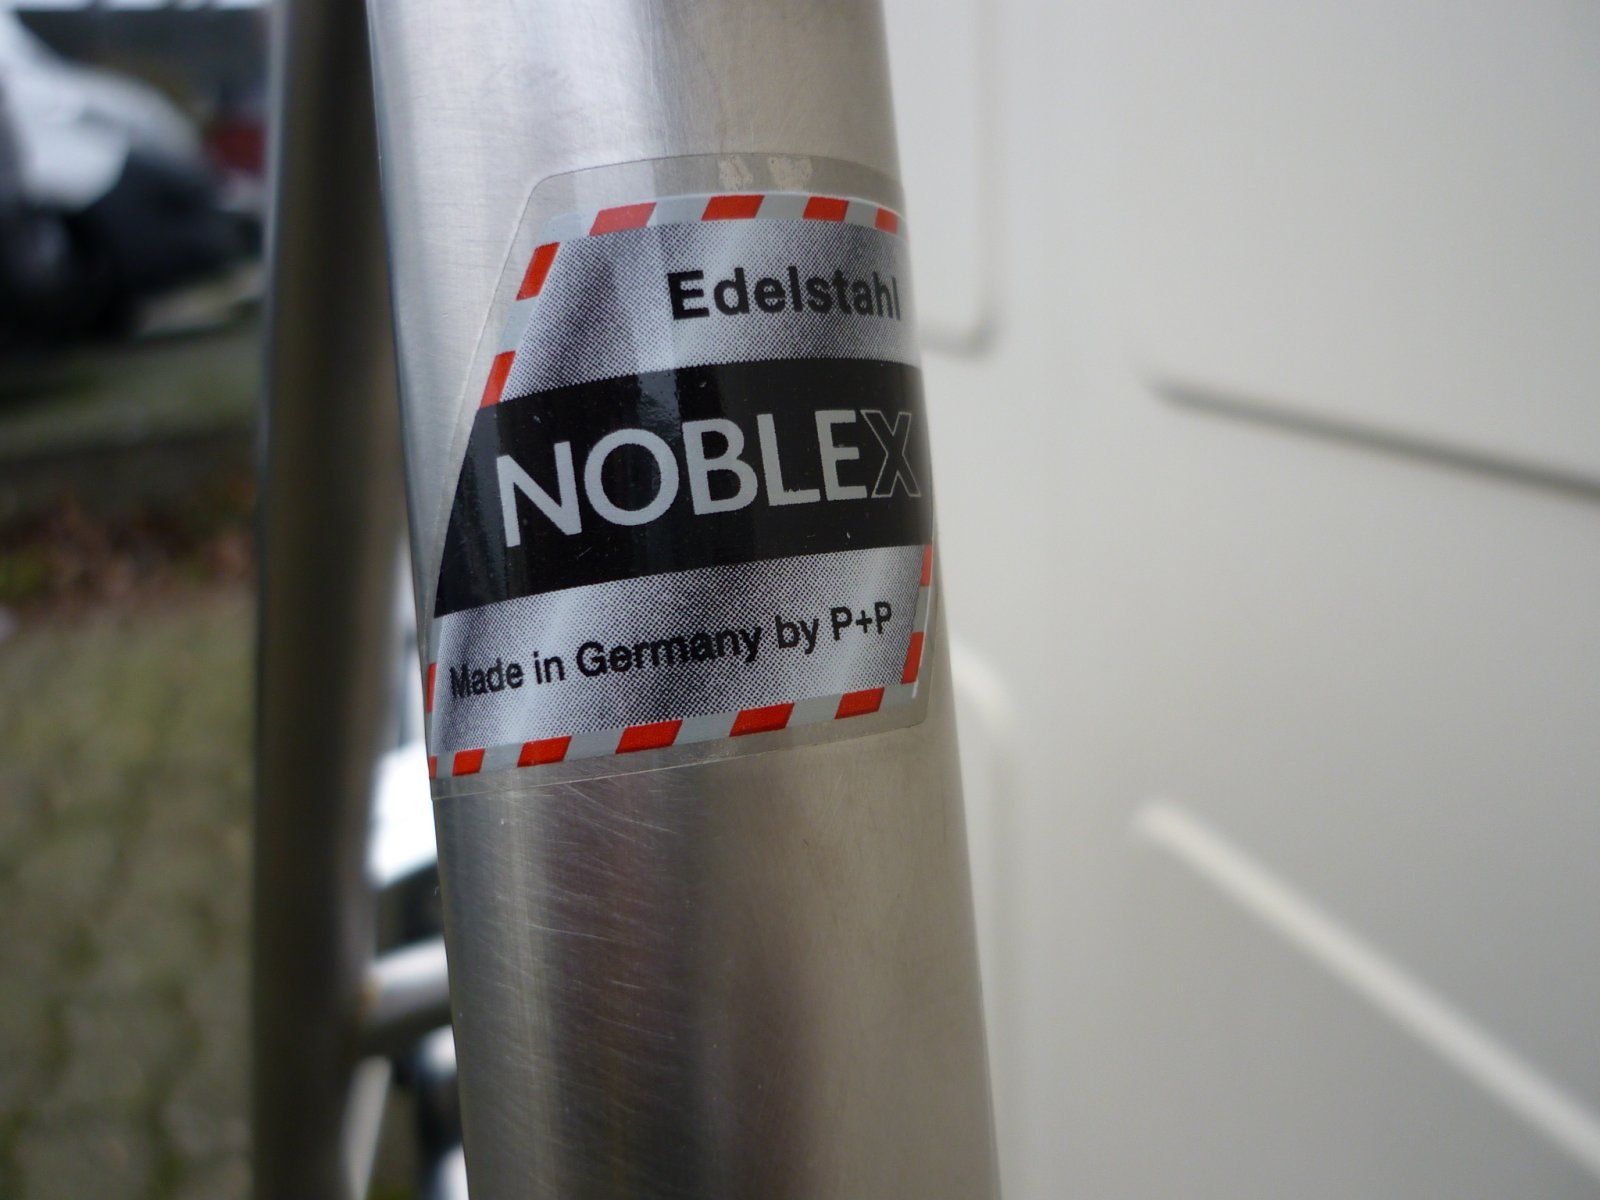 Edelstahl
NOBLEX
Made in Germany by P+P